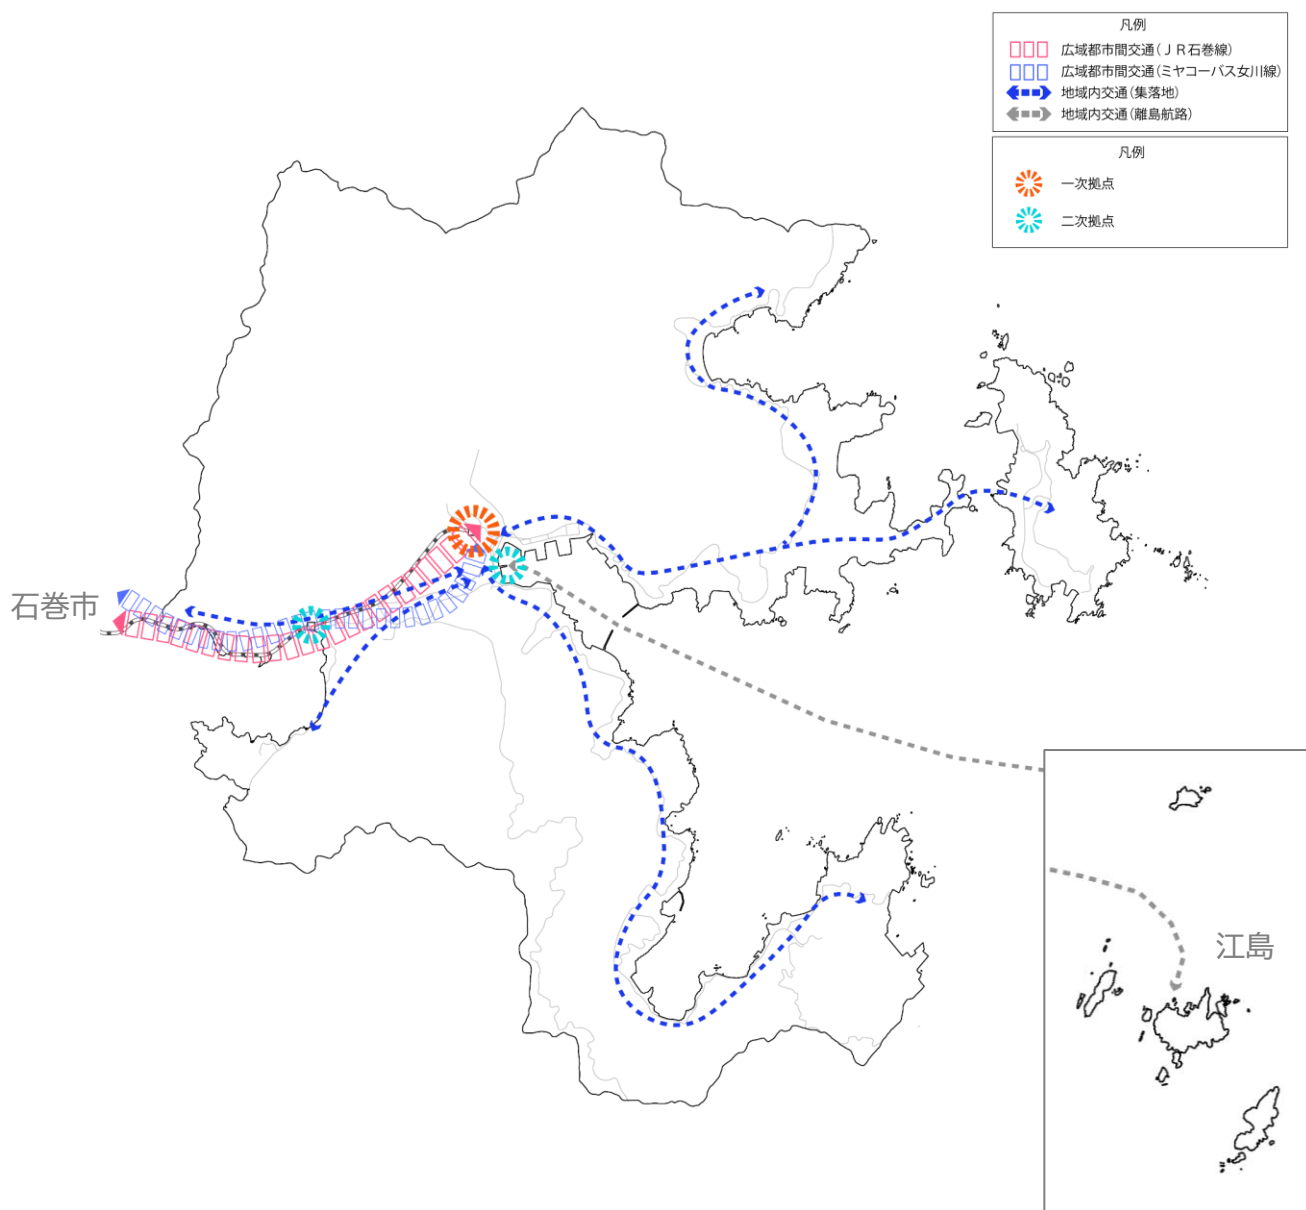 凡例
広域都市間交通(ＪＲ石巻線)
広域都市間交通(ミヤコーバス女川線)
地域内交通(集落地)
地域内交通(離島航路)
凡例
一次拠点
二次拠点
石巻市
江島